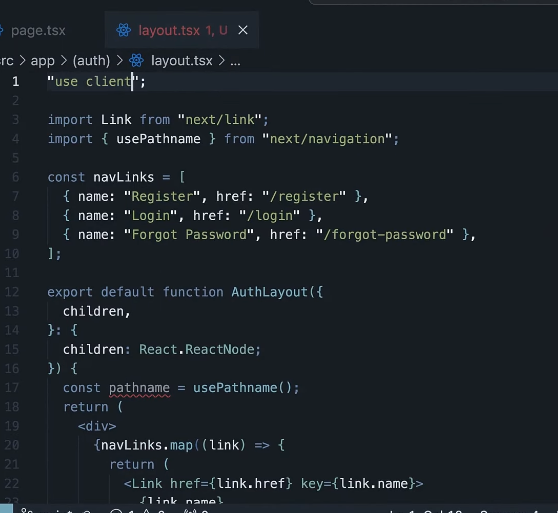 page.tsx layout.tsx 1, U
src > app > (auth) > layout.tsx > ...
1 "use client";
2
3 import Link from "next/link";
4 import { usePathname } from "next/navigation";
5
6 const navLinks = [
7 { name: "Register", href: "/register" },
8 { name: "Login", href: "/login" },
9 { name: "Forgot Password", href: "/forgot-password" },
10 ];
11
12 export default function AuthLayout({
13 children,
14 }: {
15 children: React.ReactNode;
16 }) {
17 const pathname = usePathname();
18 return (
19 <div>
20 {navLinks.map((link) => {
21 return (
22 <Link href={link.href} key={link.name}>
23 {link.name}